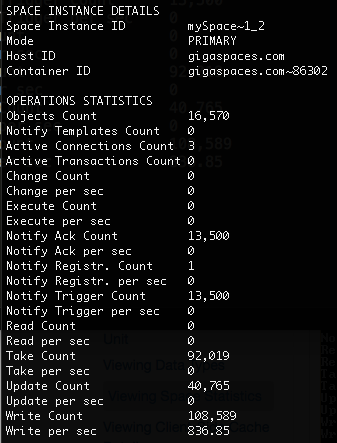 SPACE INSTANCE DETAILS
Space Instance ID mySpace~1_2
Mode PRIMARY
Host ID gigaspaces.com
Container ID gigaspaces.com~86302
OPERATIONS STATISTICS
Objects Count 16,570
Notify Templates Count 0
Active Connections Count 3
Active Transactions Count 0
Change Count 0
Change per sec 0
Execute Count 0
Execute per sec 0
Notify Ack Count 13,500
Notify Ack per sec 0
Notify Registr. Count 1
Notify Registr. per sec 0
Notify Trigger Count 13,500
Notify Trigger per sec 0
Read Count 0
Read per sec 0
Take Count 92,019
Take per sec 0
Update Count 40,765
Update per sec 0
Write Count 108,589
Write per sec 836.85